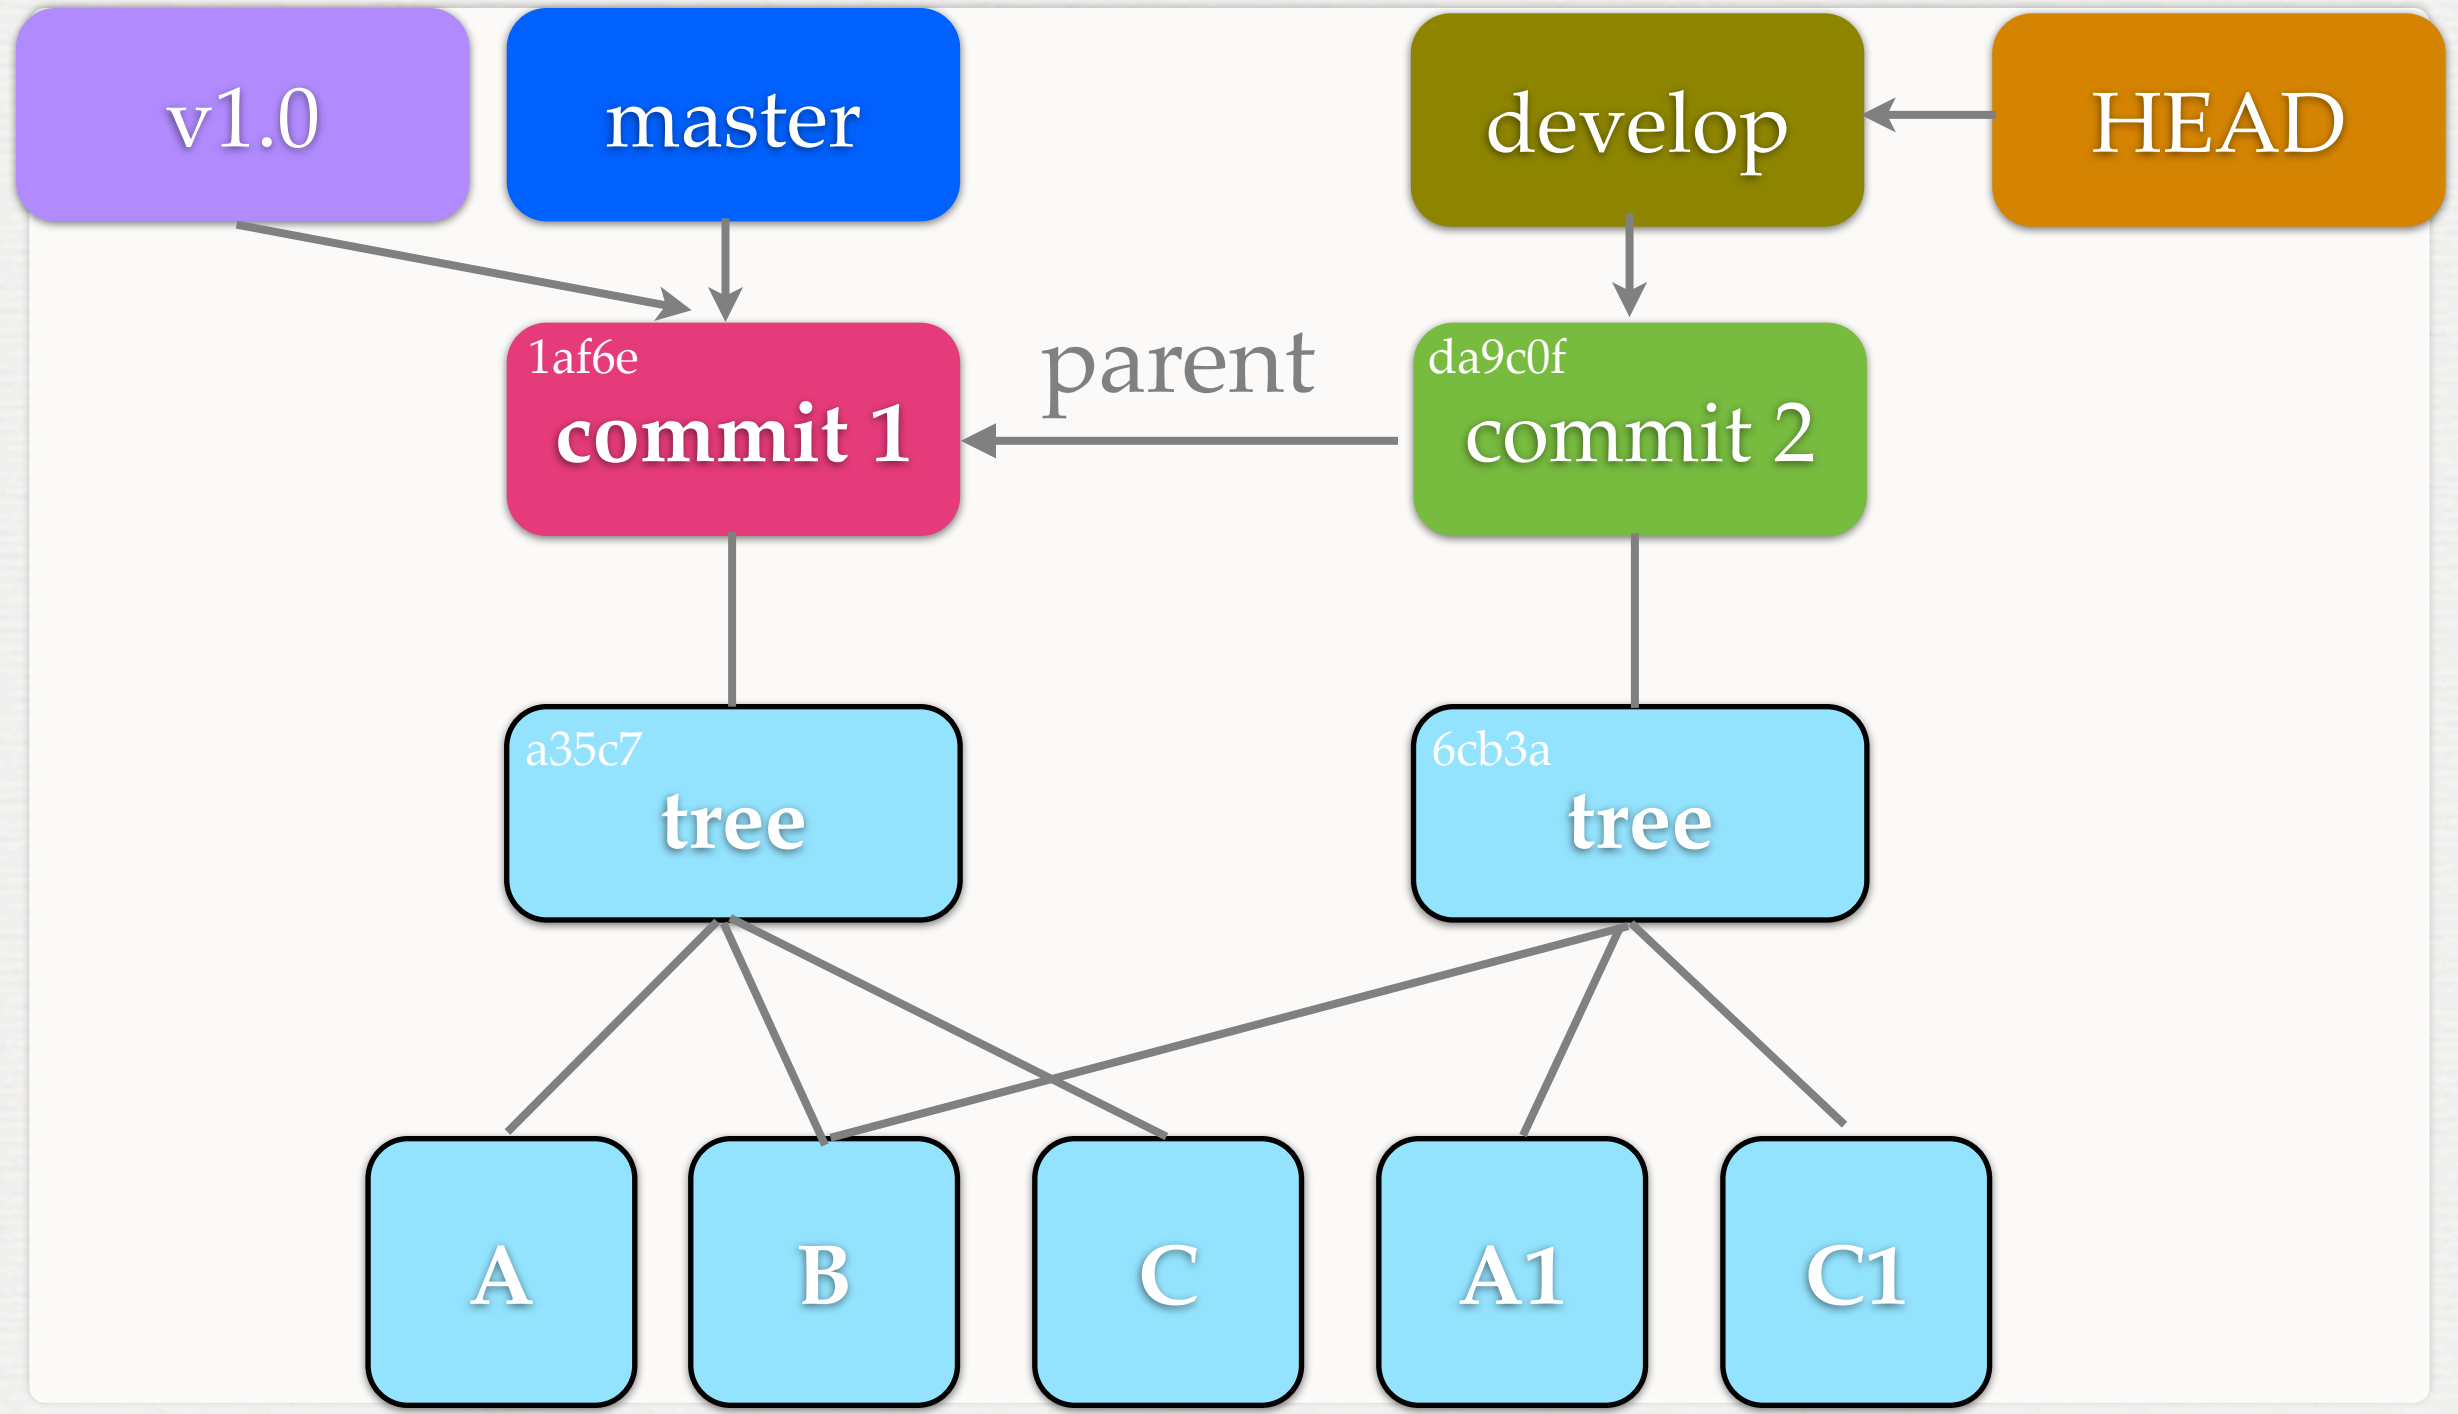 v1.0
master
develop
HEAD
1af6e
commit 1
parent
da9c0f
commit 2
a35c7
tree
6cb3a
tree
A
B
C
A1
C1